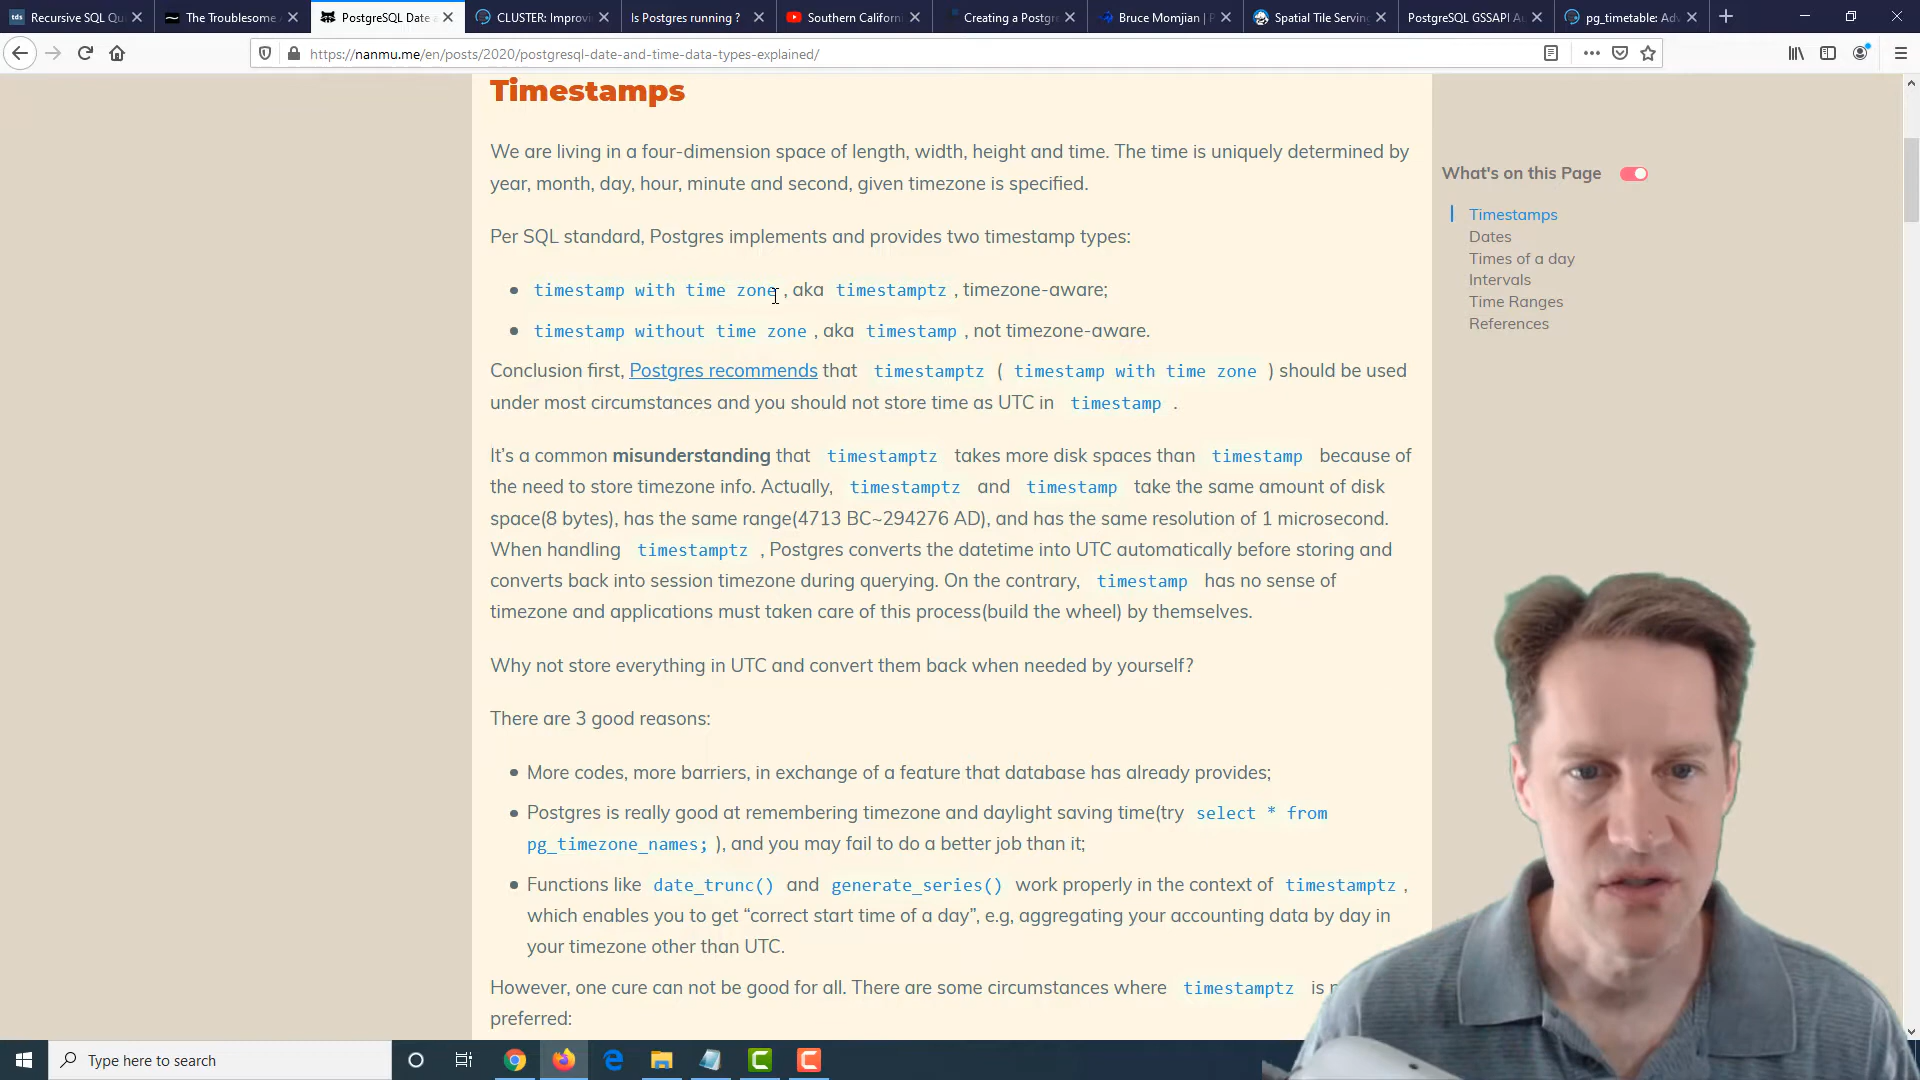 Recursive SQL Qu
The Troublesome
PostgreSQL Date a
CLUSTER: Improvi
Is Postgres running ?
Southern Californ
Creating a Postgr
Bruce Momjian | P
Spatial Tile Serving
PostgreSQL GSSAPI Au
pg_timetable: Adv
https://nanmu.me/en/posts/2020/postgresql-date-and-time-data-types-explained/
Timestamps
We are living in a four-dimension space of length, width, height and time. The time is uniquely determined by
year, month, day, hour, minute and second, given timezone is specified.
Per SQL standard, Postgres implements and provides two timestamp types:
timestamp with time zone , aka timestamptz , timezone-aware;
timestamp without time zone , aka timestamp , not timezone-aware.
Conclusion first, Postgres recommends that timestamptz ( timestamp with time zone ) should be used
under most circumstances and you should not store time as UTC in timestamp .
It's a common misunderstanding that timestamptz takes more disk spaces than timestamp because of
the need to store timezone info. Actually, timestamptz and timestamp take the same amount of disk
space(8 bytes), has the same range(4713 BC~294276 AD), and has the same resolution of 1 microsecond.
When handling timestamptz , Postgres converts the datetime into UTC automatically before storing and
converts back into session timezone during querying. On the contrary, timestamp has no sense of
timezone and applications must taken care of this process(build the wheel) by themselves.
Why not store everything in UTC and convert them back when needed by yourself?
There are 3 good reasons:
More codes, more barriers, in exchange of a feature that database has already provides;
Postgres is really good at remembering timezone and daylight saving time(try select * from
pg_timezone_names; ), and you may fail to do a better job than it;
Functions like date_trunc() and generate_series() work properly in the context of timestamptz ,
which enables you to get “correct start time of a day”, e.g, aggregating your accounting data by day in
your timezone other than UTC.
However, one cure can not be good for all. There are some circumstances where timestamptz is
preferred:
What's on this Page
Timestamps
Dates
Times of a day
Intervals
Time Ranges
References
Type here to search